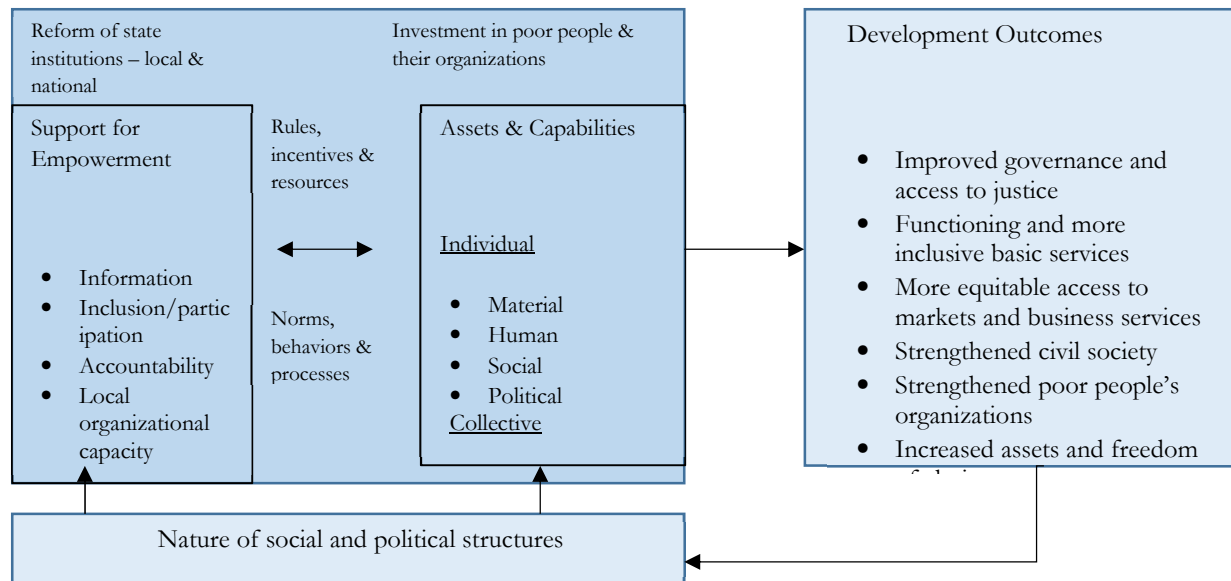 Reform of state
institutions – local &
national
Investment in poor people &
their organizations
Support for
Empowerment
• Information
• Inclusion/partic
ipation
• Accountability
• Local
organizational
capacity
Rules,
incentives &
resources
Norms,
behaviors &
processes
Assets & Capabilities
Individual
• Material
• Human
• Social
• Political
Collective
Development Outcomes
• Improved governance and
access to justice
• Functioning and more
inclusive basic services
• More equitable access to
markets and business services
• Strengthened civil society
• Strengthened poor people’s
organizations
• Increased assets and freedom
Nature of social and political structures